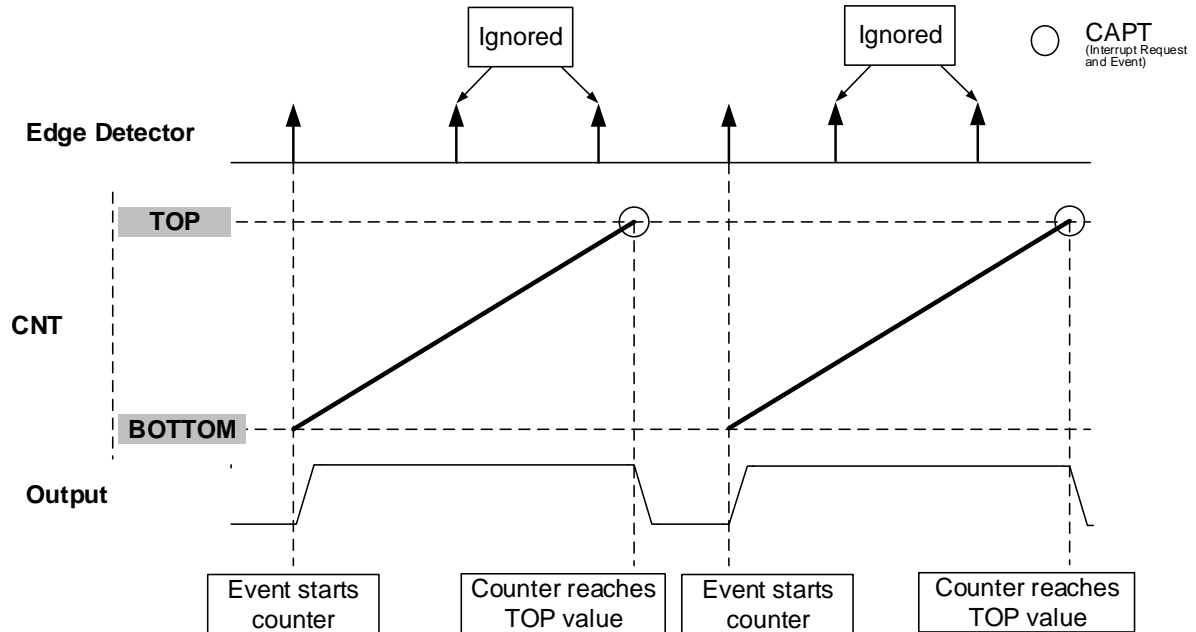 Ignored
Ignored
CAPT
(Interrupt Request
and Event)
Edge Detector
TOP
CNT
BOTTOM
Output
Event starts
counter
Counter reaches
TOP value
Event starts
counter
Counter reaches
TOP value